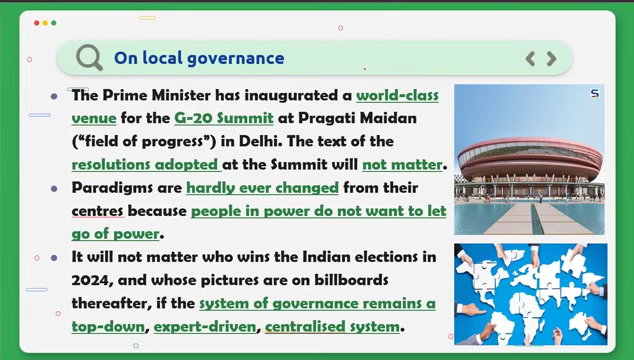 On local governance
The Prime Minister has inaugurated a world-class
venue for the G-20 Summit at Pragati Maidan
(“field of progress”) in Delhi. The text of the
resolutions adopted at the Summit will not matter.
Paradigms are hardly ever changed from their
centres because people in power do not want to let
go of power.
It will not matter who wins the Indian elections in
2024, and whose pictures are on billboards
thereafter, if the system of governance remains a
top-down, expert-driven, centralised system.
S